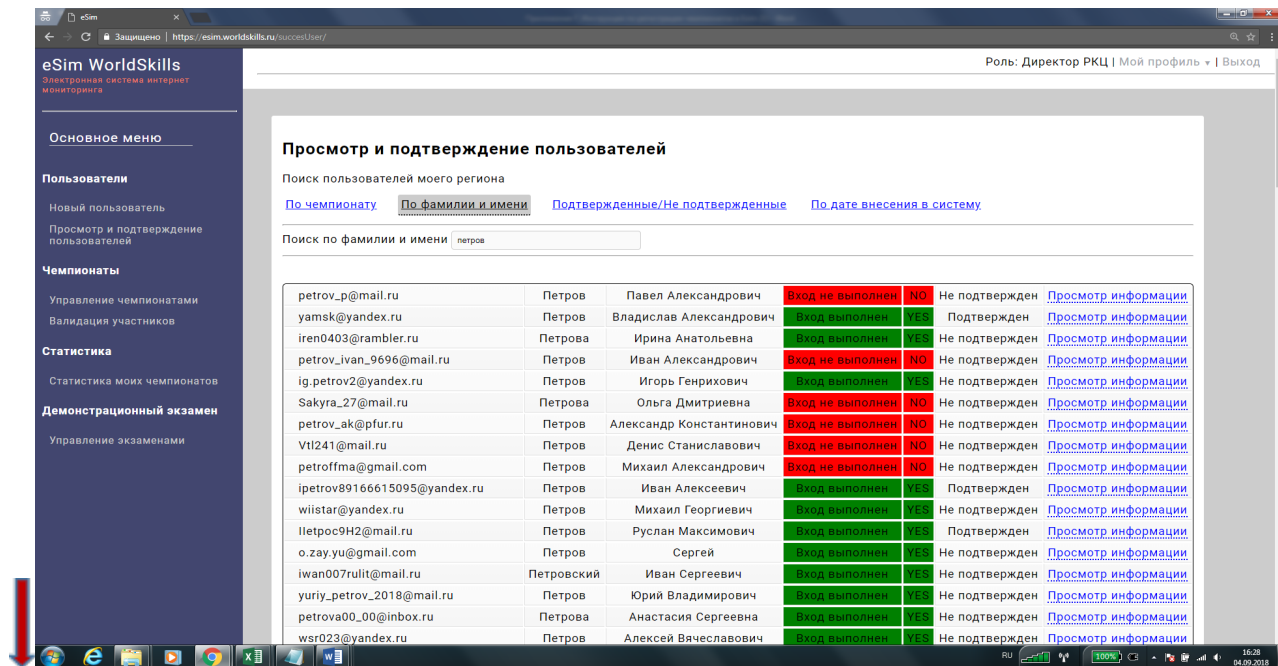 eSim
Защищено | https://esim.worldskills.ru/succesUser/
eSim WorldSkills
Электронная система интернет
мониторинга
Роль: Директор РКЦ | Мой профиль | Выход
Основное меню
Пользователи
Новый пользователь
Просмотр и подтверждение
пользователей
Чемпионаты
Управление чемпионатами
Валидация участников
Статистика
Статистика моих чемпионатов
Демонстрационный экзамен
Управление экзаменами
Просмотр и подтверждение пользователей
Поиск пользователей моего региона
По чемпионату По фамилии и имени Подтвержденные/Не подтвержденные По дате внесения в систему
Поиск по фамилии и имени петров
petrov_p@mail.ru Петров Павел Александрович Вход не выполнен NO Не подтвержден Просмотр информации
yamsk@yandex.ru Петров Владислав Александрович Вход выполнен YES Подтвержден Просмотр информации
iren0403@rambler.ru Петрова Ирина Анатольевна Вход выполнен YES Не подтвержден Просмотр информации
petrov_ivan_9696@mail.ru Петров Иван Александрович Вход не выполнен NO Не подтвержден Просмотр информации
ig.petrov2@yandex.ru Петров Игорь Генрихович Вход выполнен YES Не подтвержден Просмотр информации
Sakyra_27@mail.ru Петрова Ольга Дмитриевна Вход не выполнен NO Не подтвержден Просмотр информации
petrov_ak@pfur.ru Петров Александр Константинович Вход не выполнен NO Не подтвержден Просмотр информации
Vtl241@mail.ru Петров Денис Станиславович Вход не выполнен NO Не подтвержден Просмотр информации
petroffma@gmail.com Петров Михаил Александрович Вход не выполнен NO Не подтвержден Просмотр информации
ipetrov89166615095@yandex.ru Петров Иван Алексеевич Вход выполнен YES Подтвержден Просмотр информации
wiistar@yandex.ru Петров Михаил Георгиевич Вход выполнен YES Не подтвержден Просмотр информации
IIetpoc9H2@mail.ru Петров Руслан Максимович Вход выполнен YES Подтвержден Просмотр информации
o.zay.yu@gmail.com Петров Сергей Вход выполнен YES Не подтвержден Просмотр информации
iwan007rulit@mail.ru Петровский Иван Сергеевич Вход выполнен YES Не подтвержден Просмотр информации
yuriy_petrov_2018@mail.ru Петров Юрий Владимирович Вход выполнен YES Не подтвержден Просмотр информации
petrova00_00@inbox.ru Петрова Анастасия Сергеевна Вход выполнен YES Не подтвержден Просмотр информации
wsr023@yandex.ru Петров Алексей Вячеславович Вход выполнен YES Не подтвержден Просмотр информации
RU 100% 16:28
04.09.2018